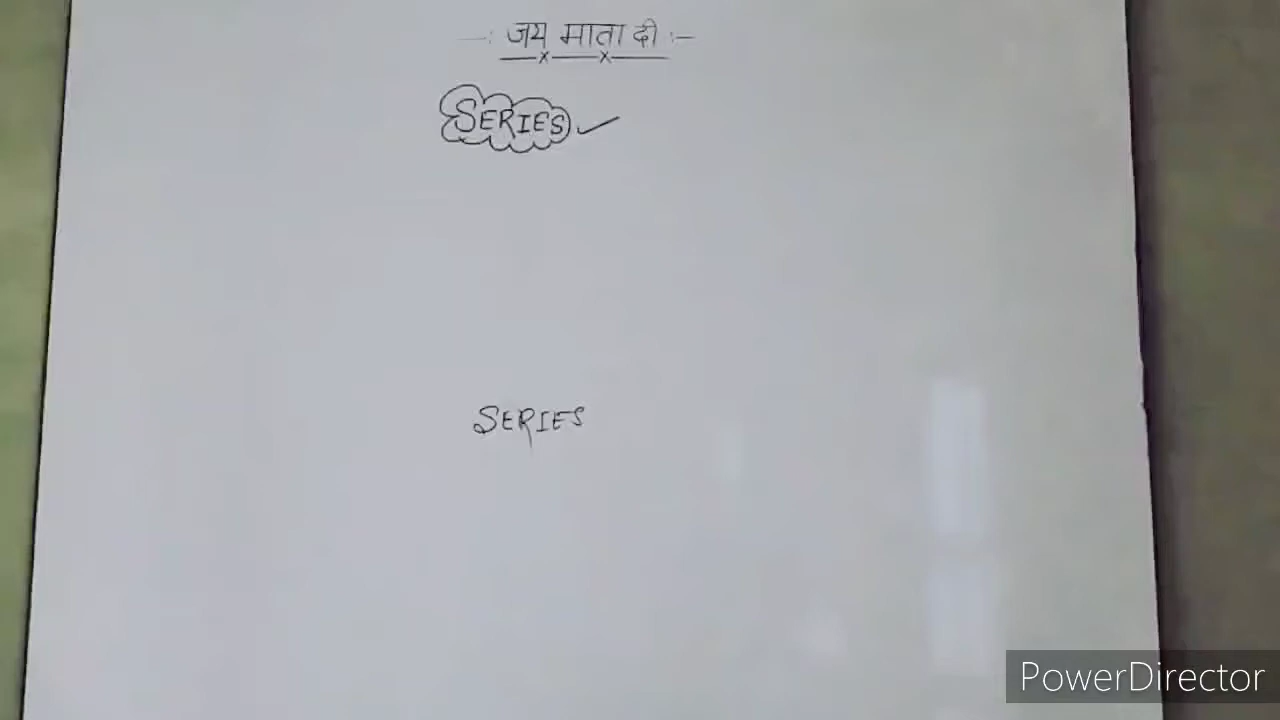 -: जय माता दी :-
SERIES ✓
SERIES
PowerDirector